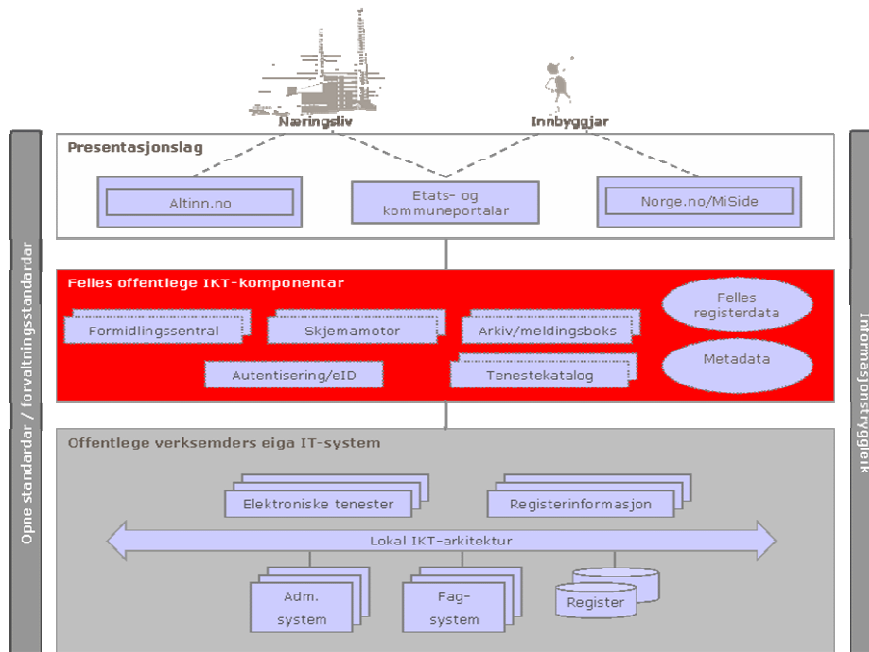 Næringsliv
Innbyggjar
Presentasjonslag
Altinn.no
Etats- og
kommuneportalar
Norge.no/MiSide
Felles offentlege IKT-komponentar
Felles
registerdata
Formidlingssentral
Skjemamotor
Arkiv/meldingsboks
Metadata
Autentisering/eID
Tenestekatalog
Offentlege verksemders eiga IT-system
Elektroniske tenester
Registerinformasjon
Lokal IKT-arkitektur
Adm.
system
Fag-
system
Register
Opne standardar / forvaltningsstandardar
Informasjonstryggleik